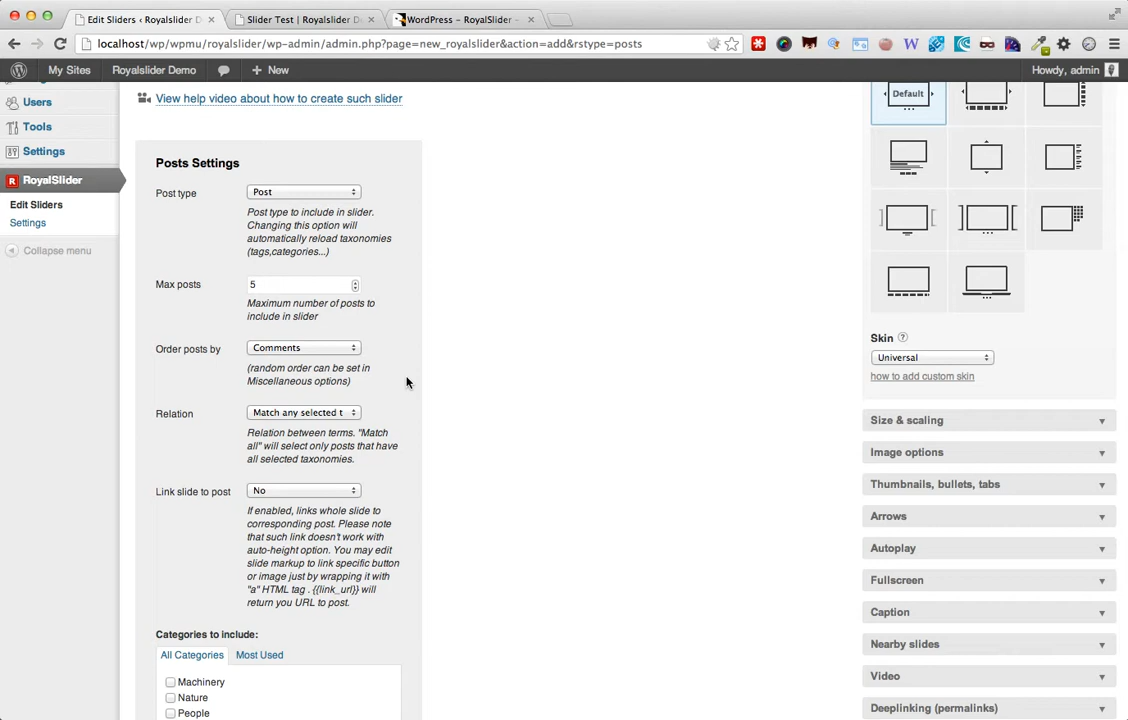 Edit Sliders ‹ Royalslider D
Slider Test | Royalslider De
WordPress – RoyalSlider –
localhost/wp/wpmu/royalslider/wp-admin/admin.php?page=new_royalslider&action=add&rstype=posts
My Sites
Royalslider Demo
+ New
Howdy, admin
Users
Tools
Settings
RoyalSlider
Edit Sliders
Settings
Collapse menu
View help video about how to create such slider
Posts Settings
Post type
Post
Post type to include in slider.
Changing this option will
automatically reload taxonomies
(tags,categories...)
Max posts
5
Maximum number of posts to
include in slider
Order posts by
Comments
(random order can be set in
Miscellaneous options)
Relation
Match any selected t
Relation between terms. "Match
all" will select only posts that have
all selected taxonomies.
Link slide to post
No
If enabled, links whole slide to
corresponding post. Please note
that such link doesn't work with
auto-height option. You may edit
slide markup to link specific button
or image just by wrapping it with
"a" HTML tag . {{link_url}} will
return you URL to post.
Categories to include:
All Categories
Most Used
Machinery
Nature
People
Default
Skin ?
Universal
how to add custom skin
Size & scaling
Image options
Thumbnails, bullets, tabs
Arrows
Autoplay
Fullscreen
Caption
Nearby slides
Video
Deeplinking (permalinks)